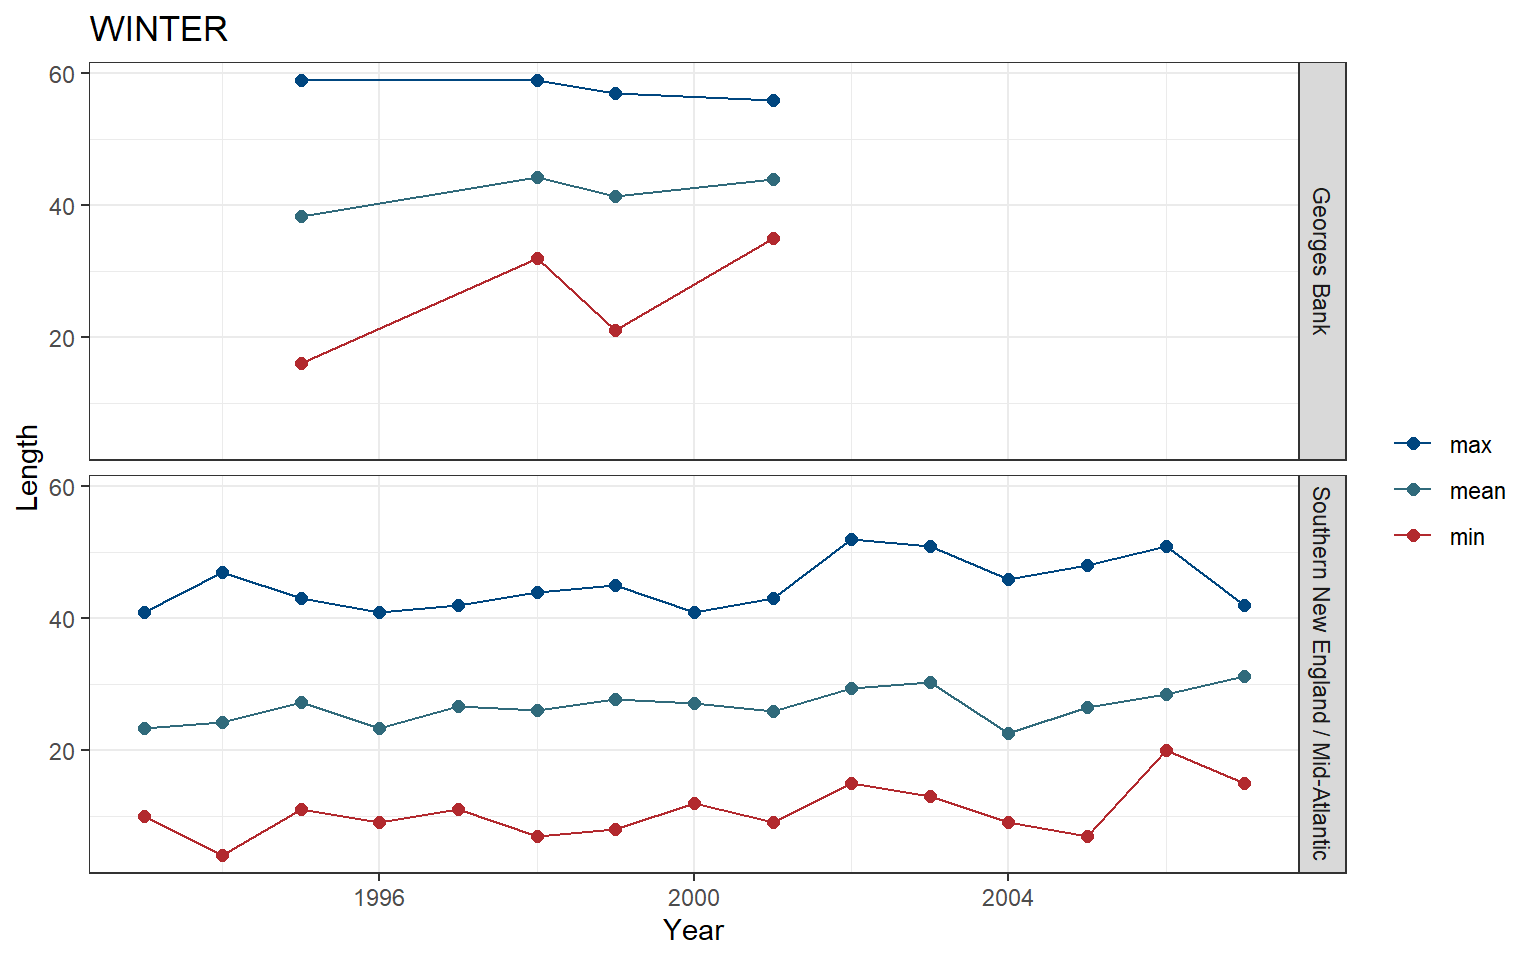 WINTER
60
40
20
Georges Bank
Length
60
40
20
Southern New England / Mid-Atlantic
1996
2000
2004
Year
max
mean
min